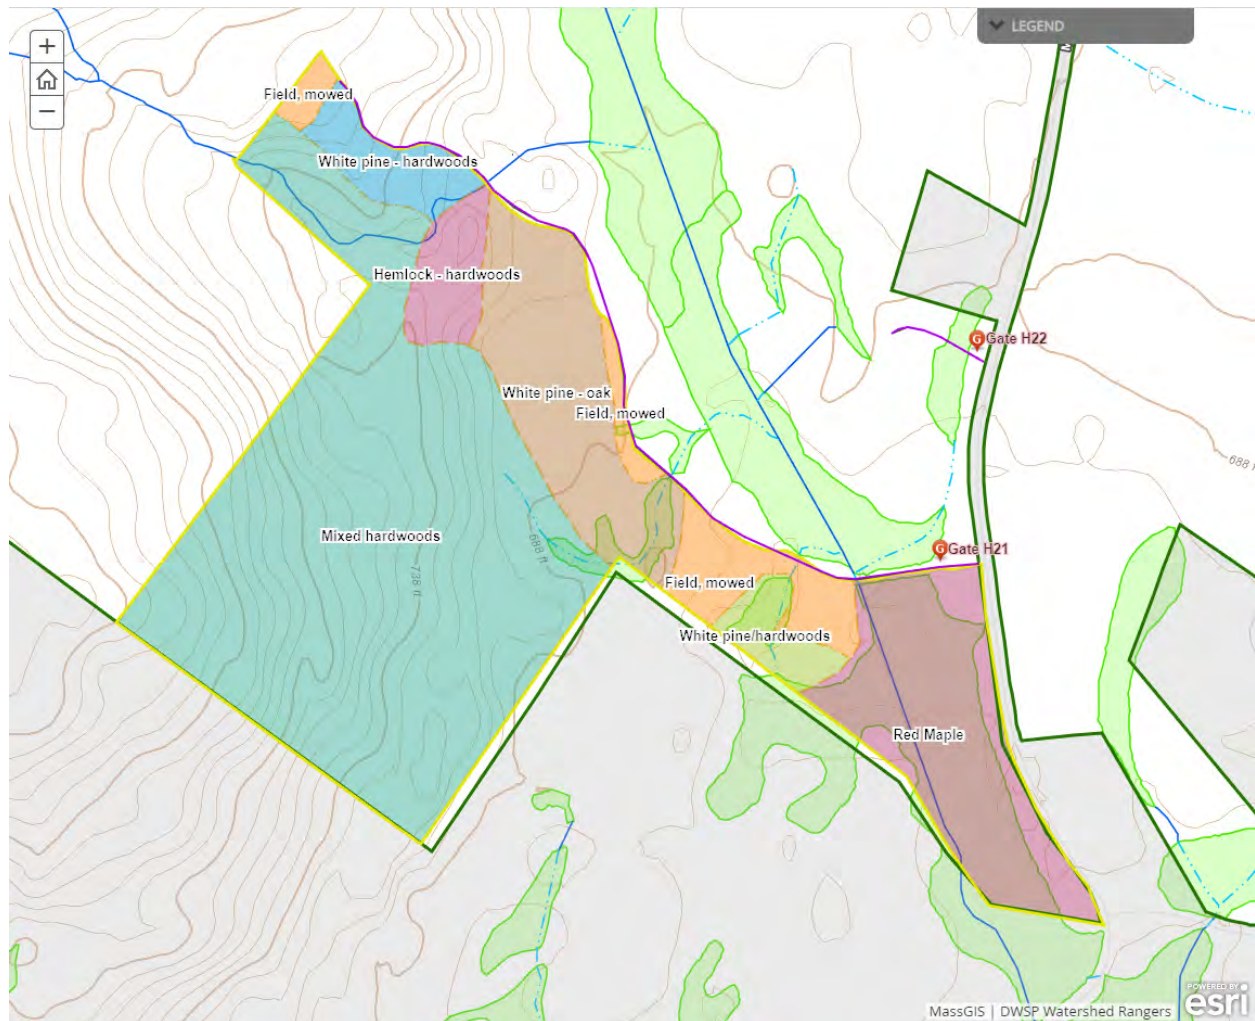 LEGEND
+
−
Field, mowed
White pine - hardwoods
Hemlock - hardwoods
Gate H22
White pine - oak
Field, mowed
688 f
Mixed hardwoods
688 ft
738 ft
Gate H21
Field, mowed
White pine/hardwoods
Red Maple
MassGIS | DWSP Watershed Rangers
POWERED BY
esri